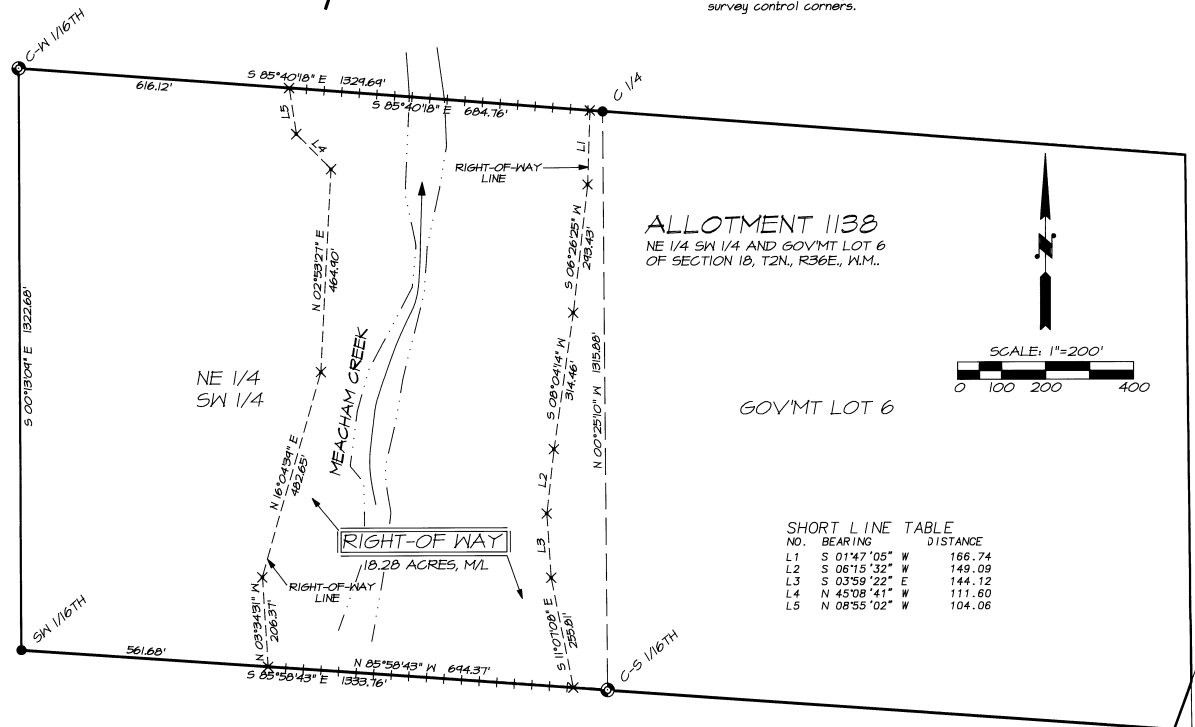 survey control corners.
C-W 1/16TH
S 85°40'18" E 1329.69'
616.12'
S 85°40'18" E 684.76'
C 1/4
L5
L4
L1
RIGHT-OF-WAY
LINE
ALLOTMENT 1138
NE 1/4 SW 1/4 AND GOV'MT LOT 6
OF SECTION 18, T2N., R36E., W.M..
N
S 06°26'25" W
293.43'
N 02°53'27" E
464.90'
S 00°13'09" E 1322.68'
MEACHAM CREEK
S 08°04'14" W
314.46'
N 00°25'10" W 1315.88'
SCALE: 1"=200'
0 100 200 400
NE 1/4
SW 1/4
GOV'MT LOT 6
N 16°04'39" E
482.65'
L2
L3
RIGHT-OF WAY
18.28 ACRES, M/L
SHORT LINE TABLE
NO. BEARING DISTANCE
L1 S 01°47'05" W 166.74
L2 S 06°15'32" W 149.09
L3 S 03°59'22" E 144.12
L4 N 45°08'41" W 111.60
L5 N 08°55'02" W 104.06
RIGHT-OF-WAY
LINE
N 03°34'31" W
206.37'
S 11°07'08" E
255.81'
SW 1/16TH
561.68'
N 85°58'43" W 694.37'
S 85°58'43" E 1333.76'
C-S 1/16TH